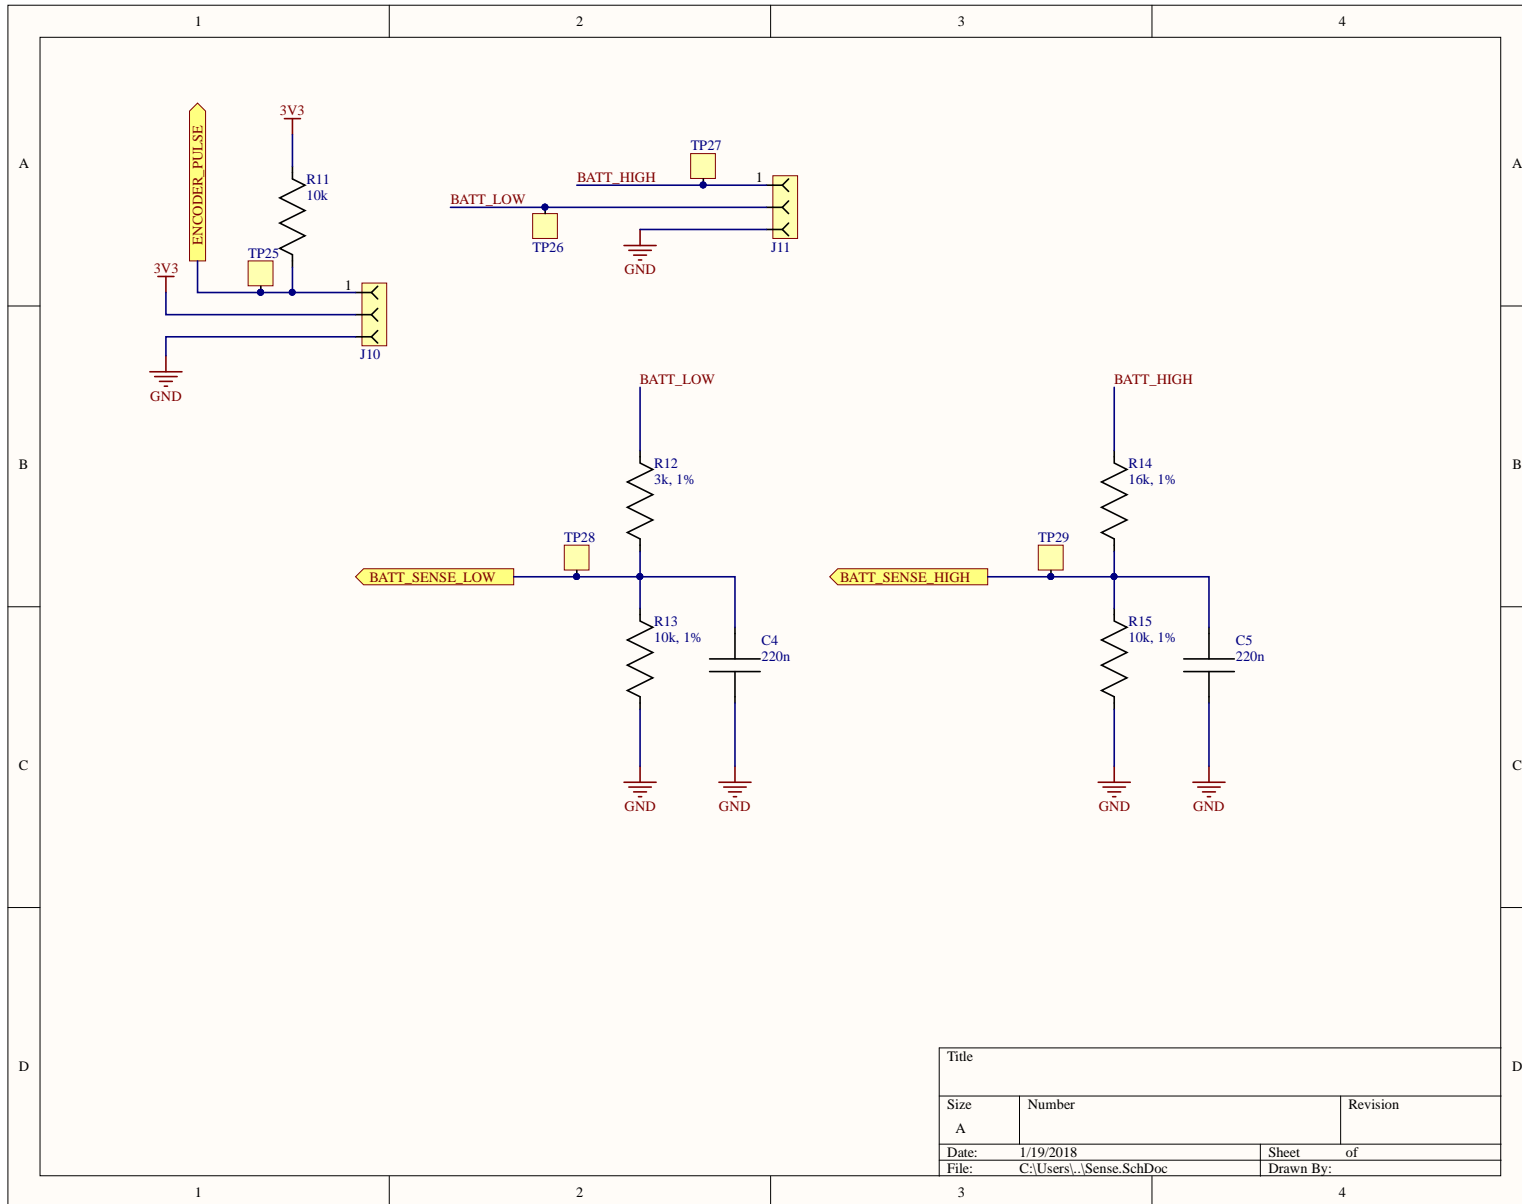 1 2 3 4
A A
3V3
ENCODER_PULSE
R11
10k
TP25
3V3
1
J10
GND
TP27
BATT_HIGH 1
BATT_LOW
TP26
GND
J11
B B
BATT_LOW
R12
3k, 1%
TP28
BATT_SENSE_LOW
R13
10k, 1%
C4
220n
GND GND
BATT_HIGH
R14
16k, 1%
TP29
BATT_SENSE_HIGH
R15
10k, 1%
C5
220n
GND GND
C C
D D
Title
Size Number Revision
A
Date: 1/19/2018 Sheet of
File: C:\Users\..\Sense.SchDoc Drawn By:
1 2 3 4